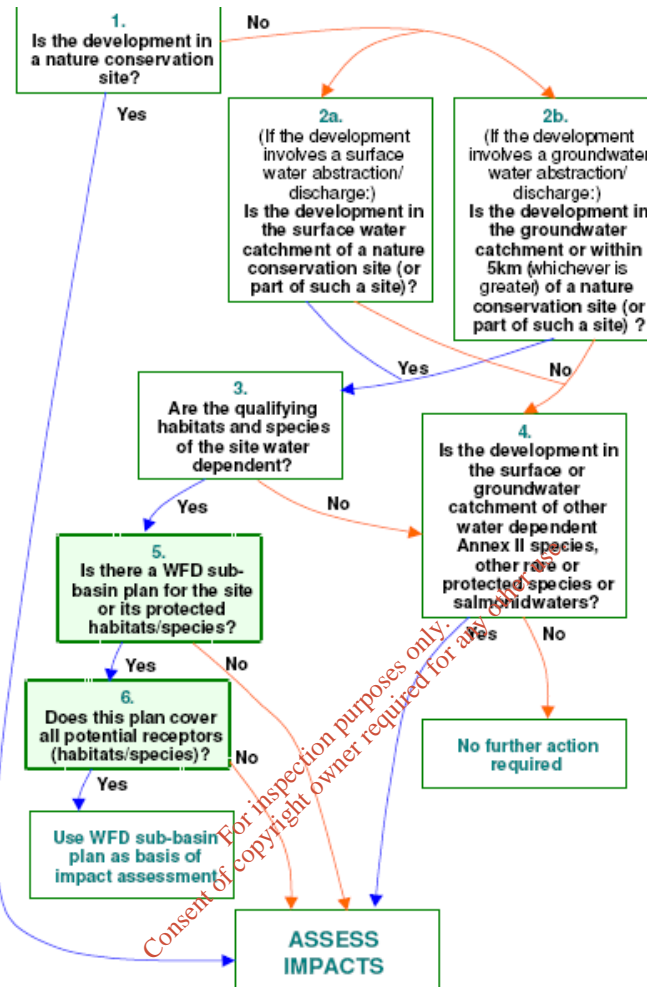 1.
Is the development in
a nature conservation
site?
No
Yes
2a.
(If the development
involves a surface
water abstraction/
discharge:)
Is the development in
the surface water
catchment of a nature
conservation site (or
part of such a site)?
2b.
(If the development
involves a groundwater
water abstraction/
discharge:)
Is the development in
the groundwater
catchment or within
5km (whichever is
greater) of a nature
conservation site (or
part of such a site) ?
Yes
No
3.
Are the qualifying
habitats and species
of the site water
dependent?
Yes
No
4.
Is the development in
the surface or
groundwater
catchment of other
water dependent
Annex II species,
other rare or
protected species or
salmonidwaters?
Yes
No
5.
Is there a WFD sub-
basin plan for the site
or its protected
habitats/species?
Yes
No
6.
Does this plan cover
all potential receptors
(habitats/species)?
Yes
No
No further action
required
Use WFD sub-basin
plan as basis of
impact assessment
ASSESS
IMPACTS
For inspection purposes only.
Consent of copyright owner required for any other use.